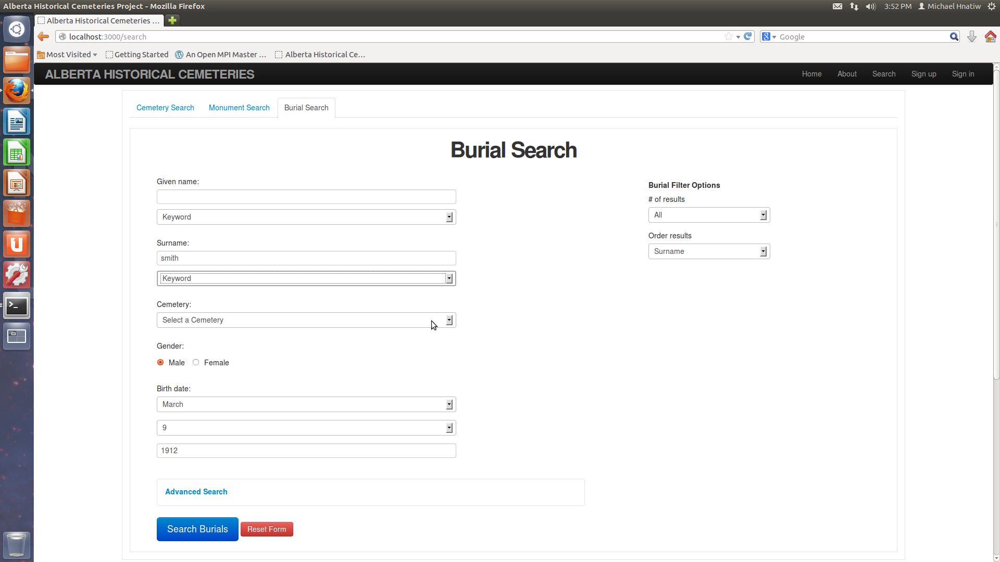 Alberta Historical Cemeteries Project - Mozilla Firefox
3:52 PM Michael Hnatiw
Alberta Historical Cemeteries ...
localhost:3000/search
Google
Most Visited Getting Started An Open MPI Master ... Alberta Historical Ce...
ALBERTA HISTORICAL CEMETERIES
Home About Search Sign up Sign in
Cemetery Search Monument Search Burial Search
Burial Search
Given name:
Keyword
Surname:
smith
Keyword
Cemetery:
Select a Cemetery
Gender:
Male Female
Birth date:
March
9
1912
Advanced Search
Search Burials Reset Form
Burial Filter Options
# of results
All
Order results
Surname